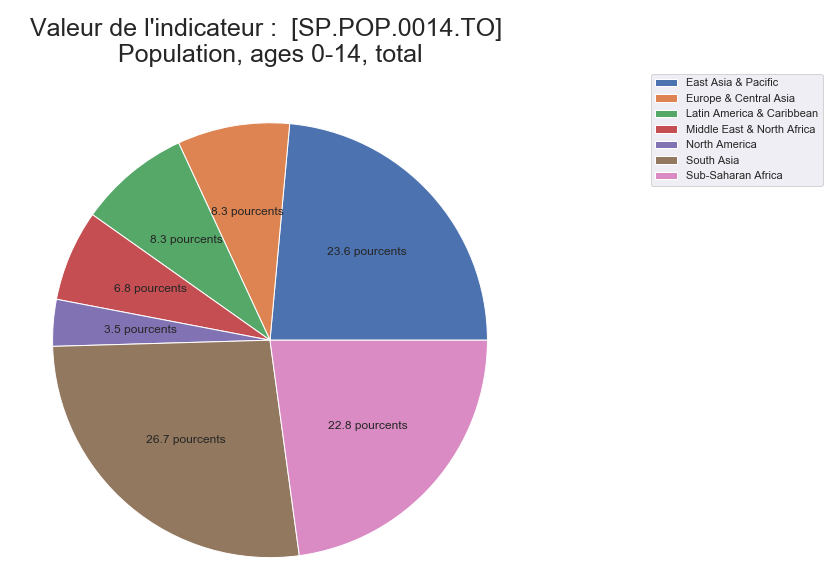 Valeur de l'indicateur :  [SP.POP.0014.TO]
Population, ages 0-14, total
East Asia & Pacific
Europe & Central Asia
Latin America & Caribbean
Middle East & North Africa
North America
South Asia
Sub-Saharan Africa
8.3 pourcents
8.3 pourcents
23.6 pourcents
6.8 pourcents
3.5 pourcents
26.7 pourcents
22.8 pourcents